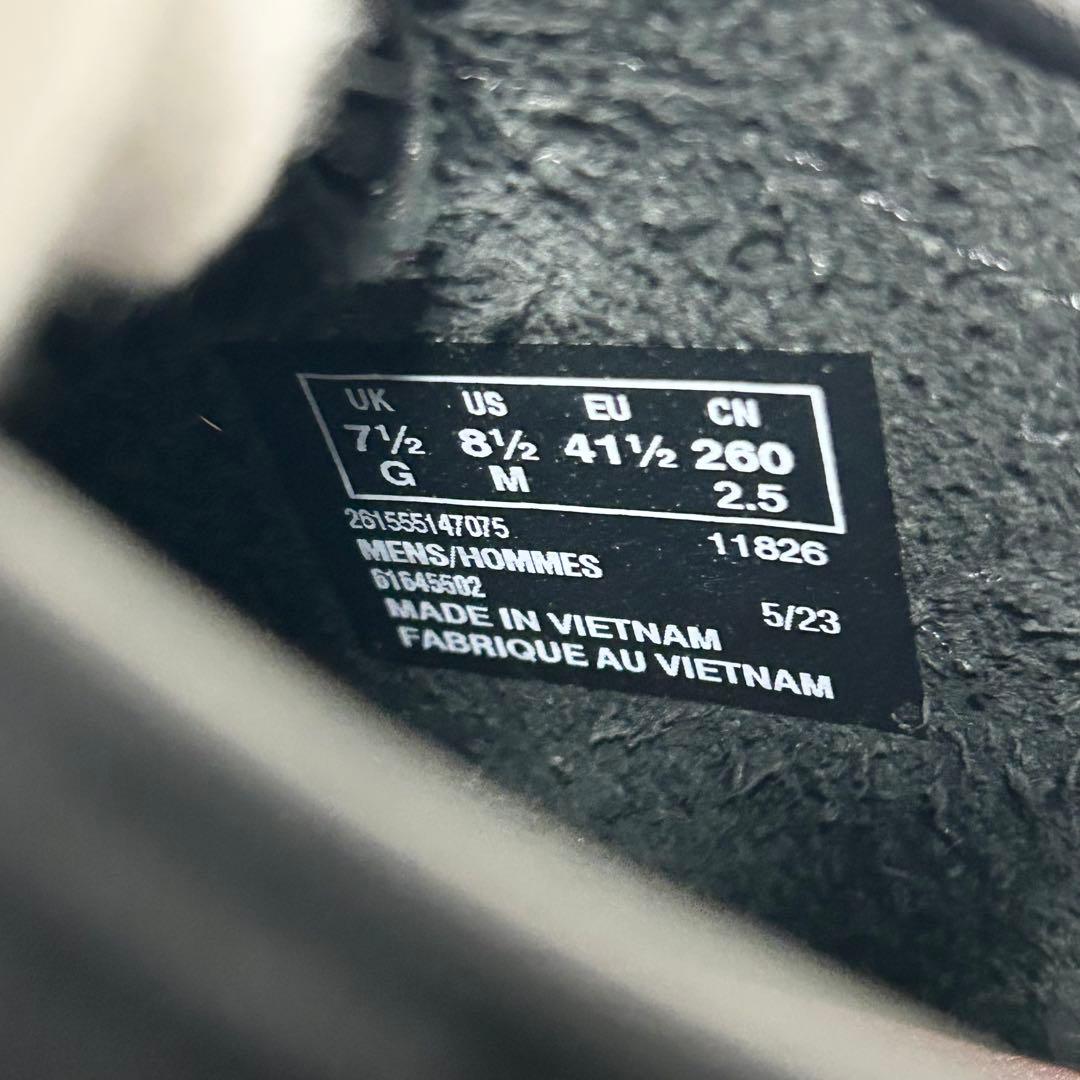 UK US EU CN
7½ 8½ 41½ 260
G M 2.5
261555147075
11826
MENS/HOMMES
61645502
5/23
MADE IN VIETNAM
FABRIQUE AU VIETNAM